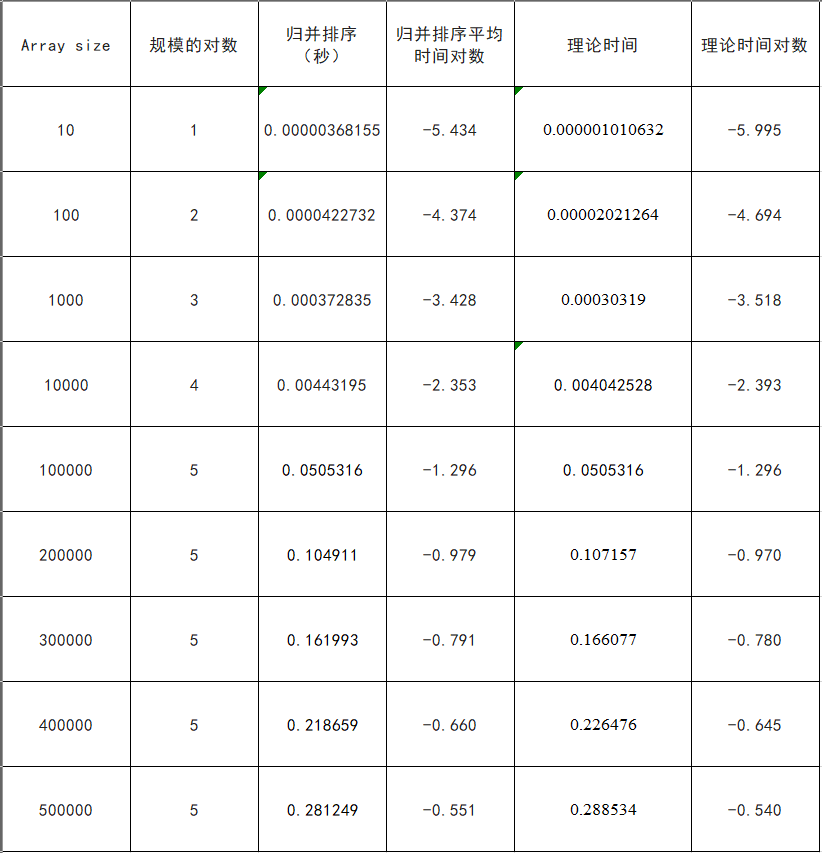 Array size 规模的对数 归并排序（秒） 归并排序平均时间对数 理论时间 理论时间对数
10 1 0.00000368155 -5.434 0.000001010632 -5.995
100 2 0.0000422732 -4.374 0.00002021264 -4.694
1000 3 0.000372835 -3.428 0.00030319 -3.518
10000 4 0.00443195 -2.353 0.004042528 -2.393
100000 5 0.0505316 -1.296 0.0505316 -1.296
200000 5 0.104911 -0.979 0.107157 -0.970
300000 5 0.161993 -0.791 0.166077 -0.780
400000 5 0.218659 -0.660 0.226476 -0.645
500000 5 0.281249 -0.551 0.288534 -0.540